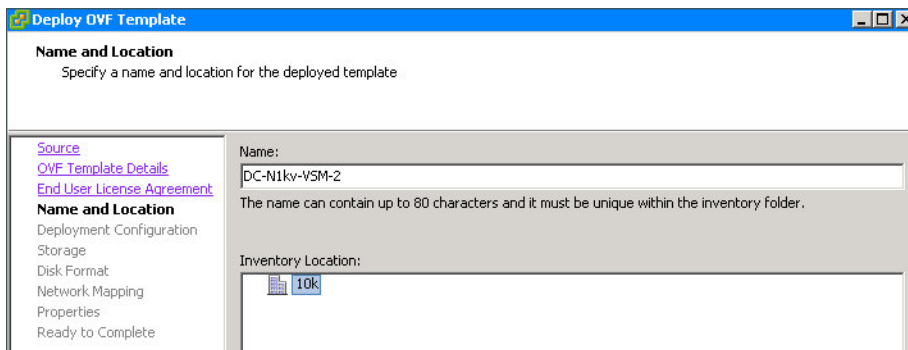 Deploy OVF Template
Name and Location
Specify a name and location for the deployed template
Source
OVF Template Details
End User License Agreement
Name and Location
Deployment Configuration
Storage
Disk Format
Network Mapping
Properties
Ready to Complete
Name:
DC-N1kv-VSM-2
The name can contain up to 80 characters and it must be unique within the inventory folder.
Inventory Location:
10k